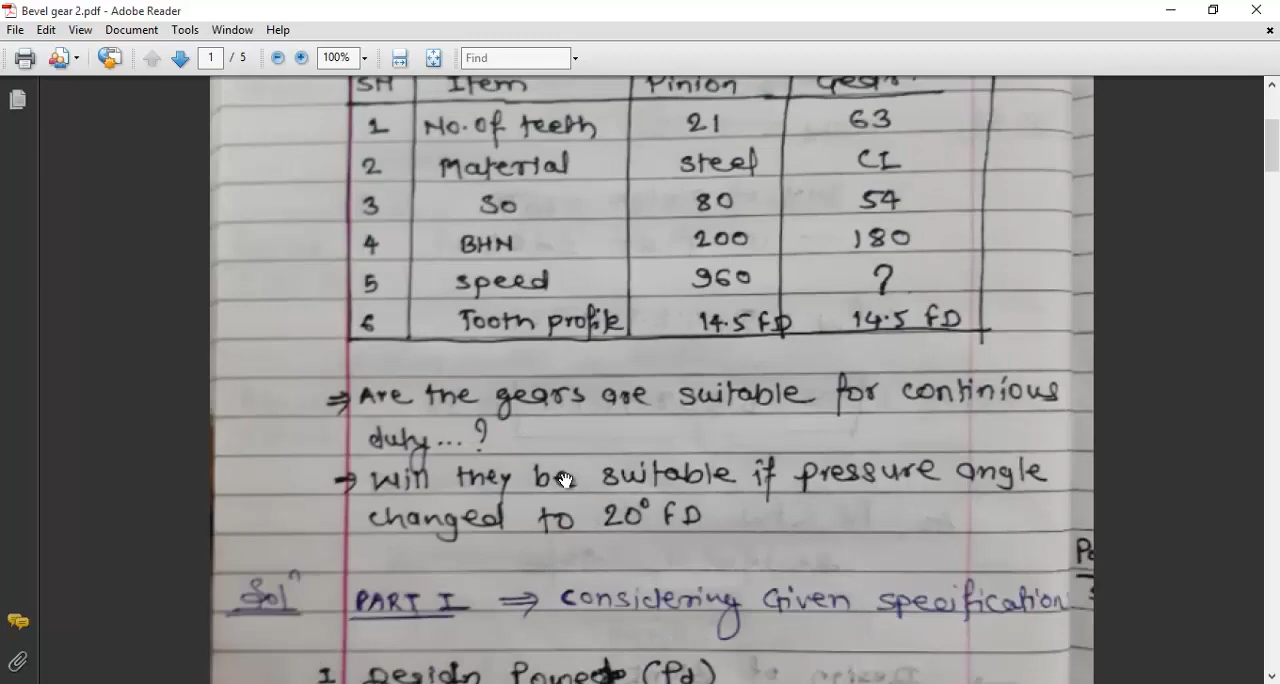 Bevel gear 2.pdf - Adobe Reader
File Edit View Document Tools Window Help
1 / 5 100% Find
SN Item Pinion Gear
1 No. of teeth 21 63
2 Material steel CI
3 So 80 54
4 BHN 200 180
5 speed 960 ?
6 Tooth profile 14.5 FD 14.5 FD
⇒ Are the gears are suitable for continious
duty...?
⇒ Will they be suitable if pressure angle
changed to 20° FD
Solⁿ PART I ⇒ considering Given specification
1 Design Power (Pd)